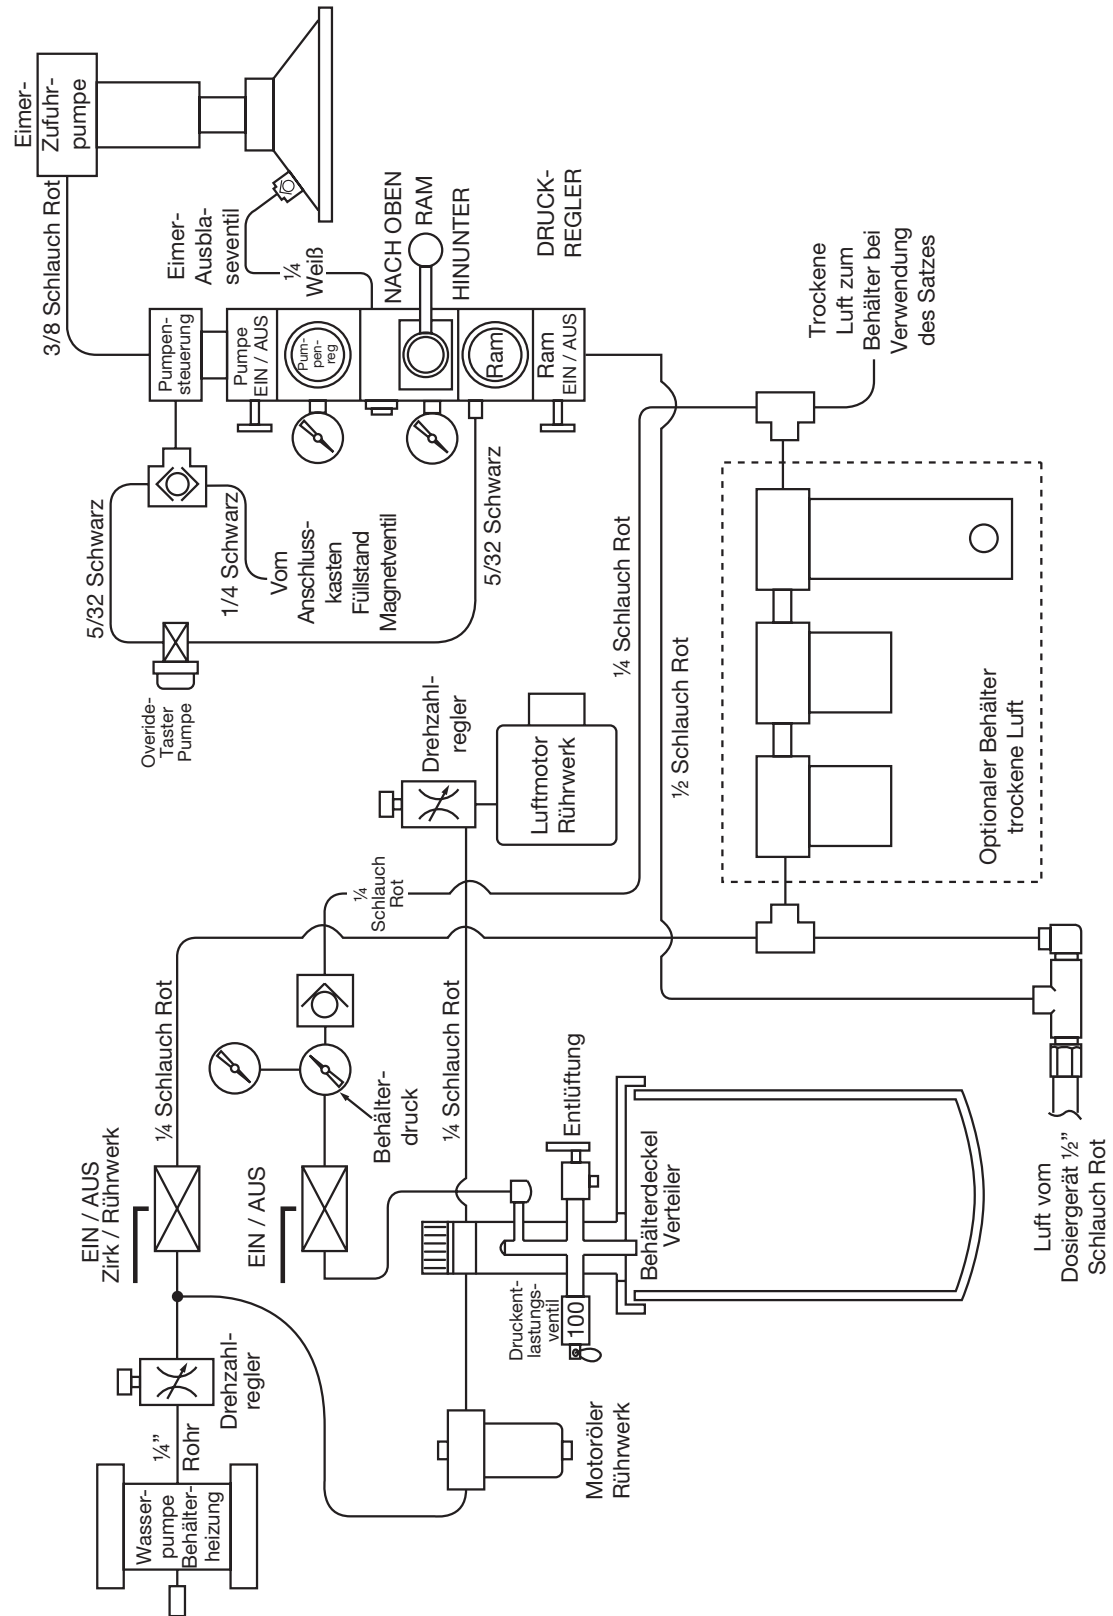 Eimer-
Zufuhr-
pumpe
3/8 Schlauch Rot
Eimer-
Ausbla-
seventil
¼
Weiß
NACH OBEN
RAM
HINUNTER
DRUCK-
REGLER
Pumpen-
steuerung
Pumpe
EIN / AUS
Pum-
pen-
reg
Ram
Ram
EIN / AUS
5/32 Schwarz
1/4 Schwarz
Vom
Anschluss-
kasten
Füllstand
Magnetventil
5/32 Schwarz
Overide-
Taster
Pumpe
Trockene
Luft zum
Behälter bei
Verwendung
des Satzes
¼ Schlauch Rot
½ Schlauch Rot
Drehzahl-
regler
Luftmotor
Rührwerk
Optionaler Behälter
trockene Luft
¼
Schlauch
Rot
¼ Schlauch Rot
¼ Schlauch Rot
Behälter-
druck
EIN / AUS
Zirk / Rührwerk
EIN / AUS
Entlüftung
Behälterdeckel
Verteiler
Druckent-
lastungs-
ventil
100
Luft vom
Dosiergerät ½”
Schlauch Rot
Drehzahl-
regler
¼”
Rohr
Wasser-
pumpe
Behälter-
heizung
Motoröler
Rührwerk